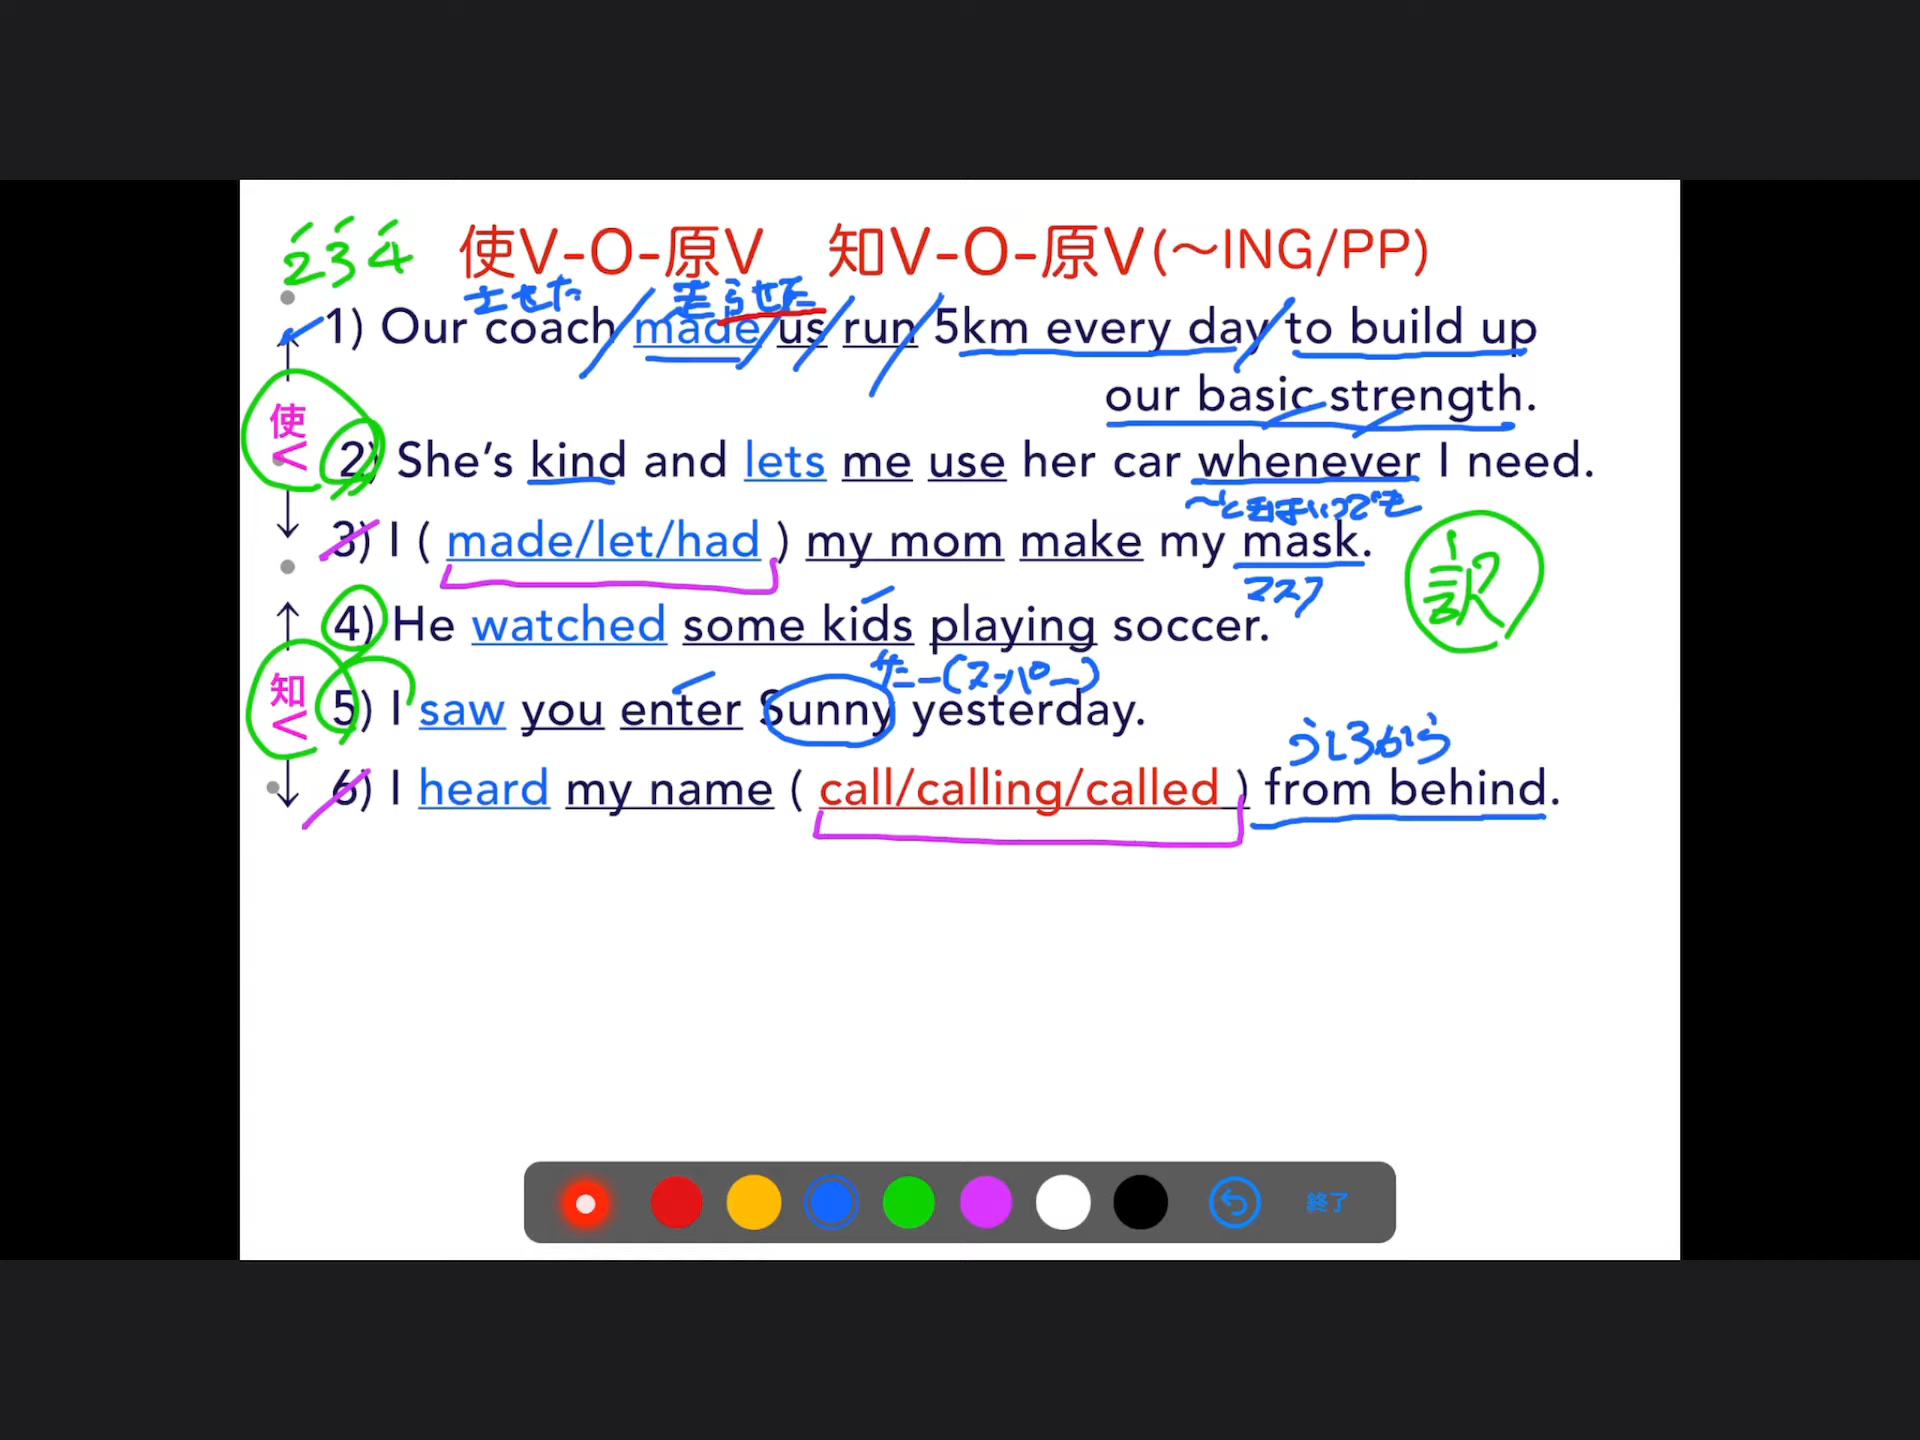 234 使V-O-原V 知V-O-原V(〜ING/PP)
させた 走らせた
1) Our coach made us run 5km every day to build up
our basic strength.
使く
2) She's kind and lets me use her car whenever I need.
〜ときはいつでも
3) I ( made/let/had ) my mom make my mask.
マスク
訳
4) He watched some kids playing soccer.
サニー(スーパー)
知く
5) I saw you enter Sunny yesterday.
うしろから
6) I heard my name ( call/calling/called ) from behind.
終了